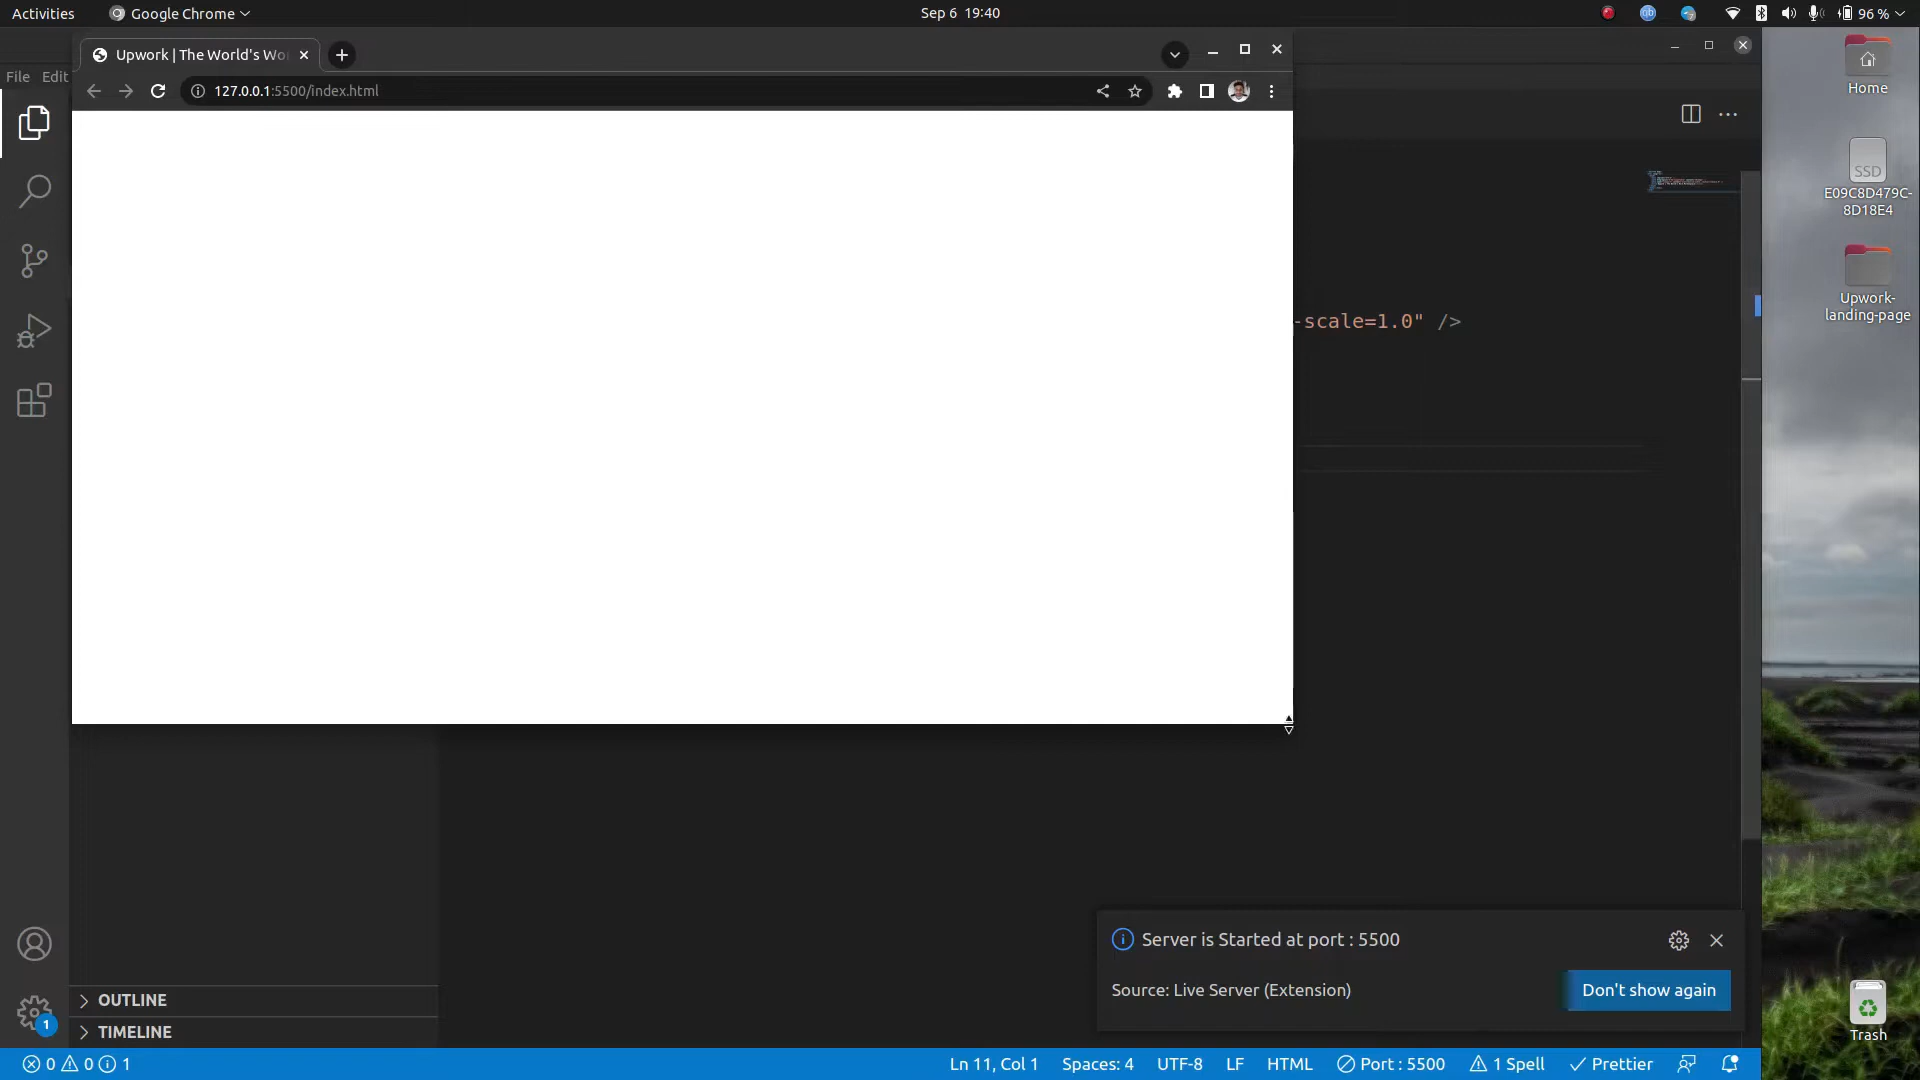 Activities
Google Chrome
Sep 6 19:40
96 %
Upwork | The World's Wo
127.0.0.1:5500/index.html
File Edit
Home
SSD
E09C8D479C-
8D18E4
Upwork-
landing-page
-scale=1.0" />
Server is Started at port : 5500
Source: Live Server (Extension)
Don't show again
OUTLINE
TIMELINE
1
Trash
0 0 1
Ln 11, Col 1
Spaces: 4
UTF-8
LF
HTML
Port : 5500
1 Spell
Prettier